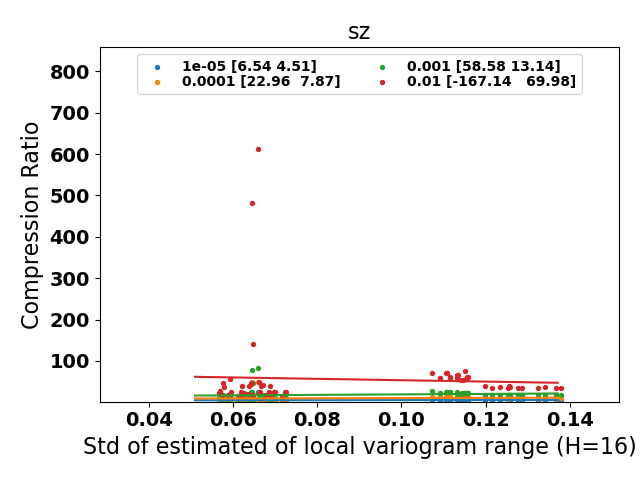 sz
1e-05 [6.54 4.51]
0.0001 [22.96  7.87]
0.001 [58.58 13.14]
0.01 [-167.14   69.98]
Compression Ratio
800
700
600
500
400
300
200
100
0.04 0.06 0.08 0.10 0.12 0.14
Std of estimated of local variogram range (H=16)